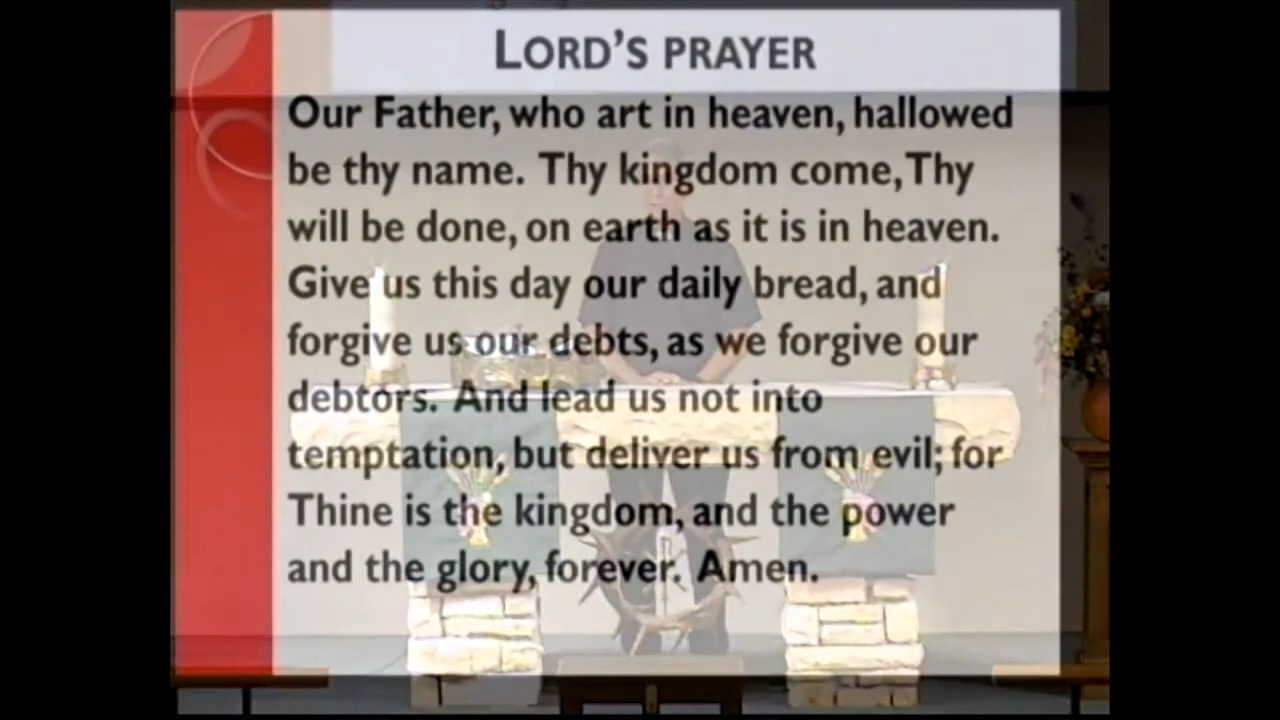 LORD'S PRAYER
Our Father, who art in heaven, hallowed
be thy name. Thy kingdom come, Thy
will be done, on earth as it is in heaven.
Give us this day our daily bread, and
forgive us our debts, as we forgive our
debtors. And lead us not into
temptation, but deliver us from evil; for
Thine is the kingdom, and the power
and the glory, forever. Amen.